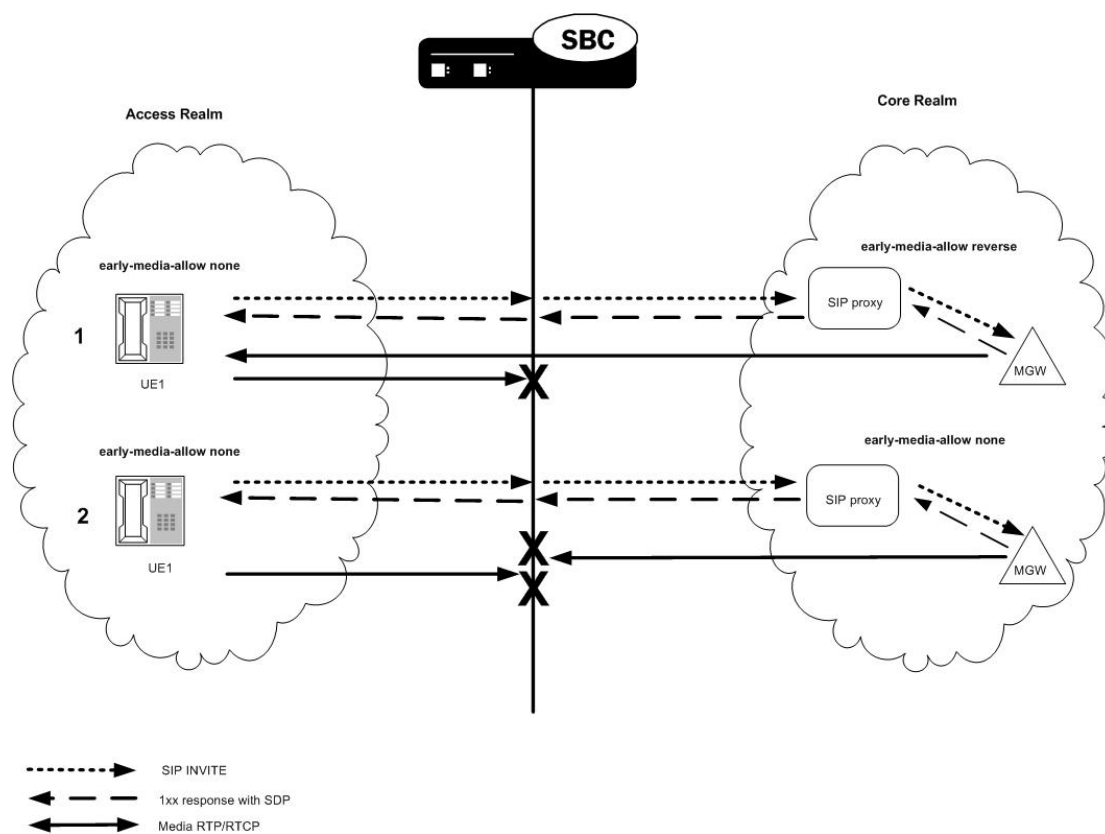 SBC
Access Realm
Core Realm
early-media-allow none
early-media-allow reverse
SIP proxy
1
UE1
X
MGW
early-media-allow none
early-media-allow none
SIP proxy
2
UE1
X
X
MGW
SIP INVITE
1xx response with SDP
Media RTP/RTCP